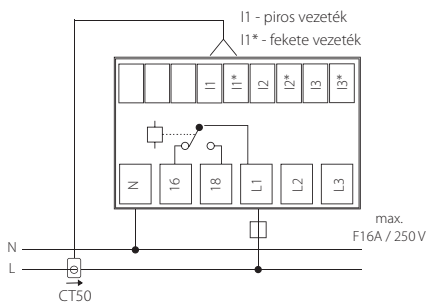 I1 - piros vezeték
I1* - fekete vezeték
I1 I1* I2 I2* I3 I3*
N 16 18 L1 L2 L3
max.
F16A / 250 V
N
L
CT50